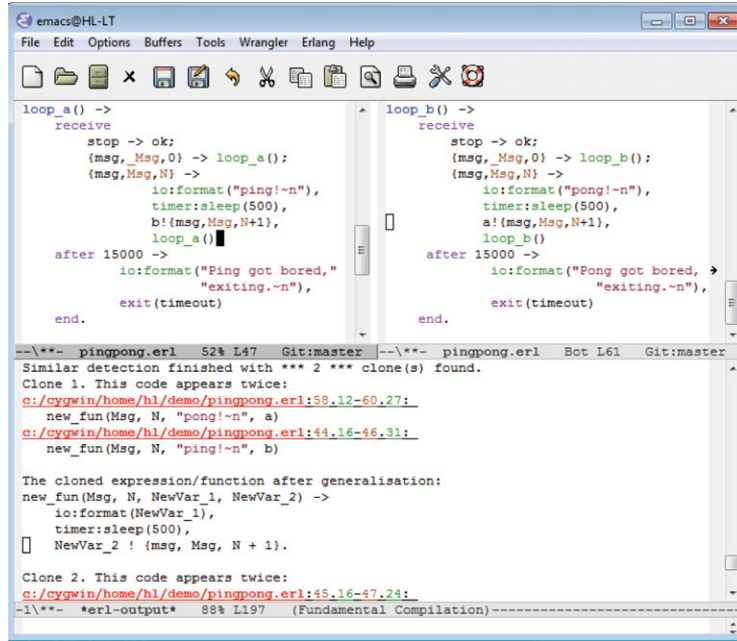 emacs@HL-LT
File Edit Options Buffers Tools Wrangler Erlang Help
loop_a() ->
    receive
        stop -> ok;
        {msg,_Msg,0} -> loop_a();
        {msg,Msg,N} ->
                io:format("ping!~n"),
                timer:sleep(500),
                b!{msg,Msg,N+1},
                loop_a()
    after 15000 ->
            io:format("Ping got bored,"
                      "exiting.~n"),
            exit(timeout)
    end.
--\**-  pingpong.erl   52% L47   Git:master
loop_b() ->
    receive
        stop -> ok;
        {msg,_Msg,0} -> loop_b();
        {msg,Msg,N} ->
            io:format("pong!~n"),
            timer:sleep(500),
            a!{msg,Msg,N+1},
            loop_b()
     after 15000 ->
             io:format("Pong got bored,
                           "exiting.~n"),
             exit(timeout)
    end.
--\**-  pingpong.erl   Bot L61   Git:master
Similar detection finished with *** 2 *** clone(s) found.
Clone 1. This code appears twice:
c:/cygwin/home/hl/demo/pingpong.erl:58.12-60.27:
   new_fun(Msg, N, "pong!~n", a)
c:/cygwin/home/hl/demo/pingpong.erl:44.16-46.31:
   new_fun(Msg, N, "ping!~n", b)
The cloned expression/function after generalisation:
new_fun(Msg, N, NewVar_1, NewVar_2) ->
    io:format(NewVar_1),
    timer:sleep(500),
    NewVar_2 ! {msg, Msg, N + 1}.
Clone 2. This code appears twice:
c:/cygwin/home/hl/demo/pingpong.erl:45.16-47.24:
-1\**-  *erl-output*   88% L197   (Fundamental Compilation)--------------------------------